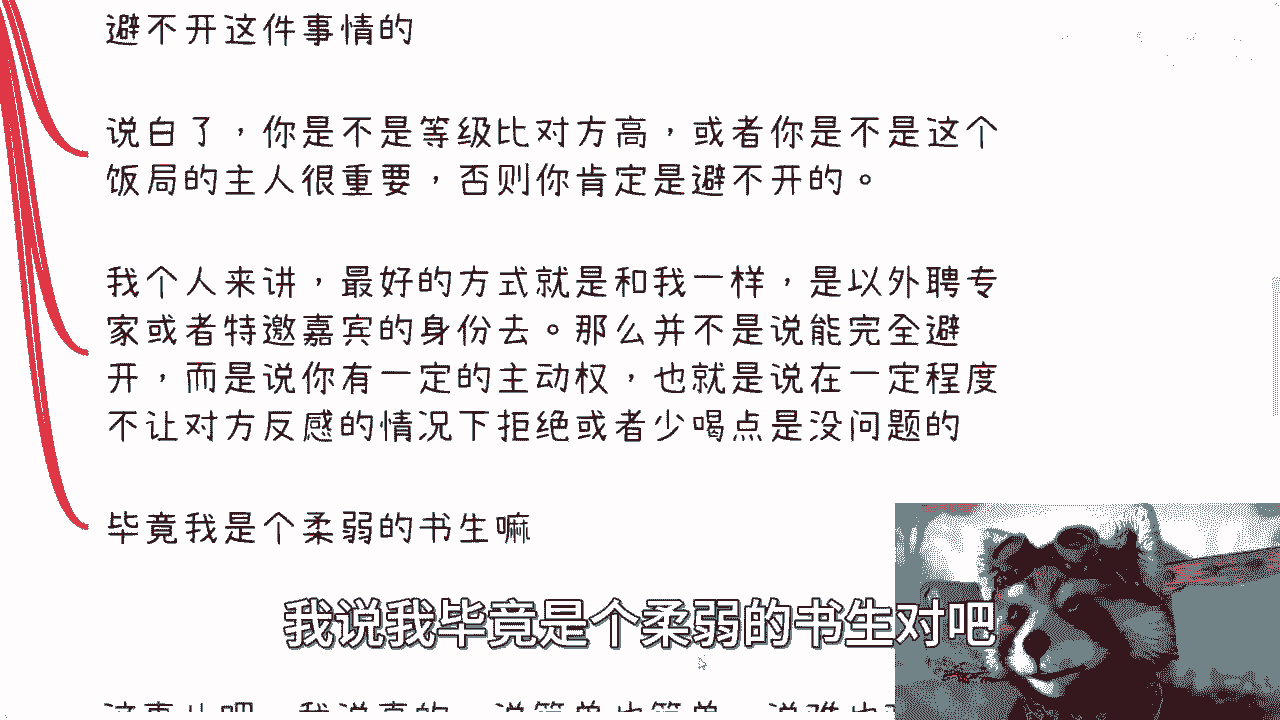 避不开这件事情的
说白了，你是不是等级比对方高，或者你是不是这个
饭局的主人很重要，否则你肯定是避不开的。
我个人来讲，最好的方式就是和我一样，是以外聘专
家或者特邀嘉宾的身份去。那么并不是说能完全避
开，而是说你有一定的主动权，也就是说在一定程度
不让对方反感的情况下拒绝或者少喝点是没问题的
毕竟我是个柔弱的书生嘛
我说我毕竟是个柔弱的书生对吧